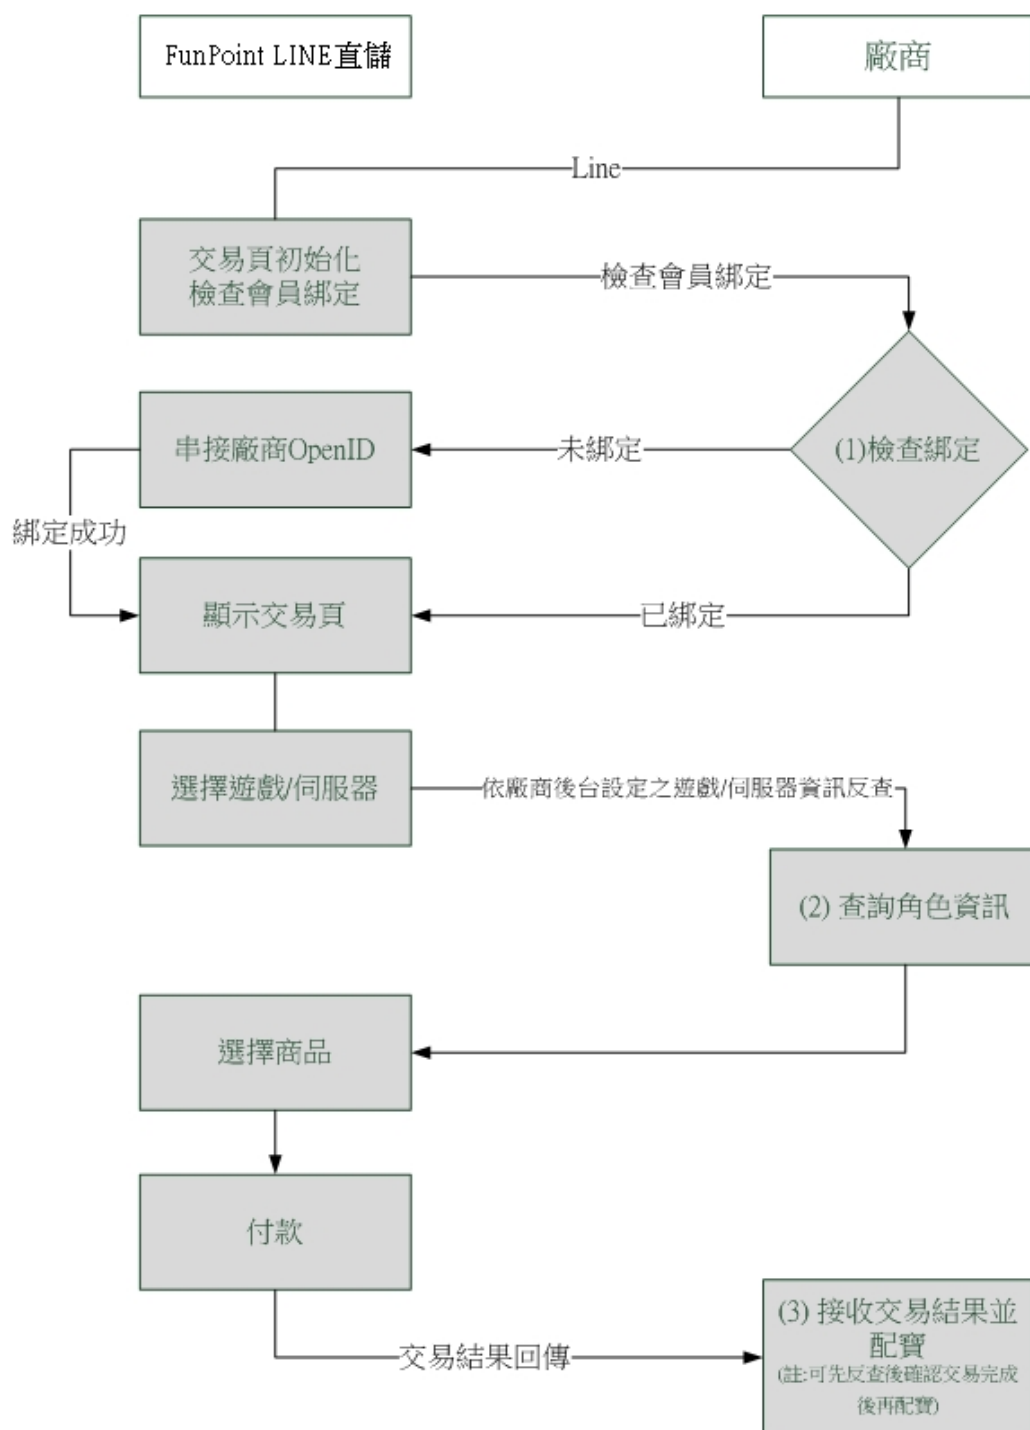 FunPoint LINE直儲
廠商
Line
交易頁初始化
檢查會員綁定
檢查會員綁定
串接廠商OpenID
未綁定
(1)檢查綁定
綁定成功
顯示交易頁
已綁定
選擇遊戲/伺服器
依廠商後台設定之遊戲/伺服器資訊反查
(2) 查詢角色資訊
選擇商品
付款
交易結果回傳
(3) 接收交易結果並
配寶
(註:可先反查後確認交易完成
後再配寶)